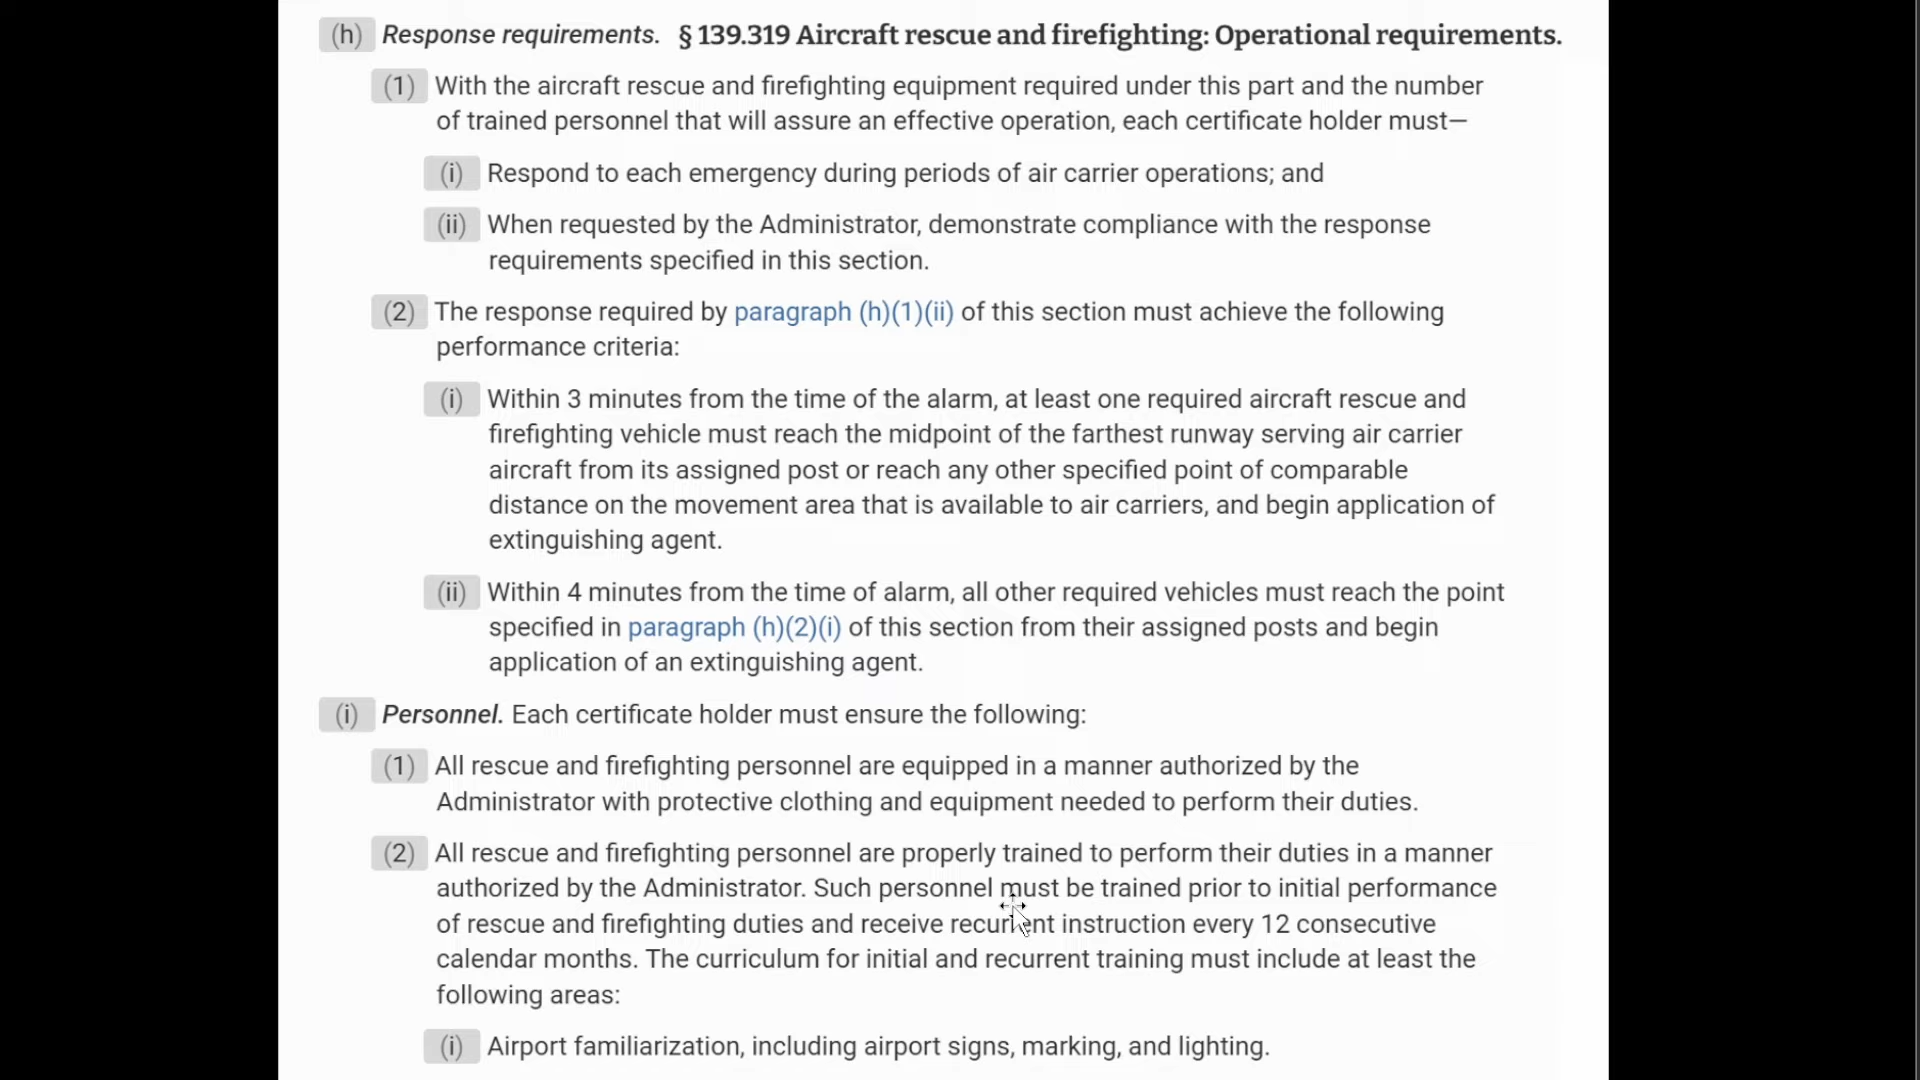 (h) Response requirements. § 139.319 Aircraft rescue and firefighting: Operational requirements.
(1) With the aircraft rescue and firefighting equipment required under this part and the number
of trained personnel that will assure an effective operation, each certificate holder must—
(i) Respond to each emergency during periods of air carrier operations; and
(ii) When requested by the Administrator, demonstrate compliance with the response
requirements specified in this section.
(2) The response required by paragraph (h)(1)(ii) of this section must achieve the following
performance criteria:
(i) Within 3 minutes from the time of the alarm, at least one required aircraft rescue and
firefighting vehicle must reach the midpoint of the farthest runway serving air carrier
aircraft from its assigned post or reach any other specified point of comparable
distance on the movement area that is available to air carriers, and begin application of
extinguishing agent.
(ii) Within 4 minutes from the time of alarm, all other required vehicles must reach the point
specified in paragraph (h)(2)(i) of this section from their assigned posts and begin
application of an extinguishing agent.
(i) Personnel. Each certificate holder must ensure the following:
(1) All rescue and firefighting personnel are equipped in a manner authorized by the
Administrator with protective clothing and equipment needed to perform their duties.
(2) All rescue and firefighting personnel are properly trained to perform their duties in a manner
authorized by the Administrator. Such personnel must be trained prior to initial performance
of rescue and firefighting duties and receive recurrent instruction every 12 consecutive
calendar months. The curriculum for initial and recurrent training must include at least the
following areas:
(i) Airport familiarization, including airport signs, marking, and lighting.